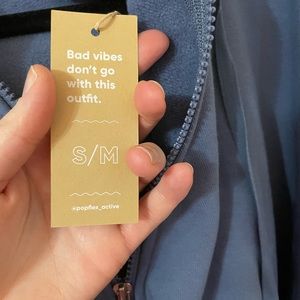 Bad vibes
don't go
with this
outfit.
S/M
@popflex_active